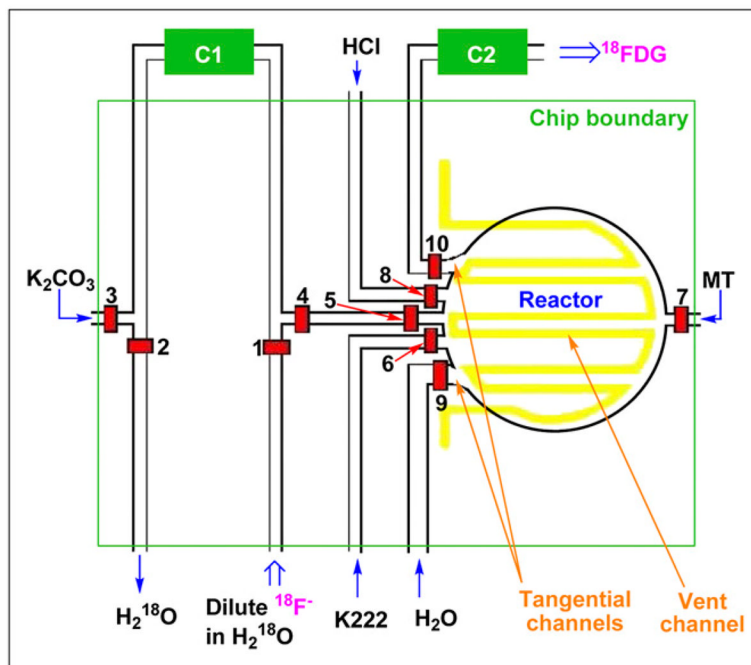 C1
HCl
C2
¹⁸FDG
Chip boundary
10
K₂CO₃
3
8
5
4
Reactor
7
MT
2
1
6
9
H₂¹⁸O
Dilute ¹⁸F⁻
in H₂¹⁸O
K222
H₂O
Tangential
channels
Vent
channel